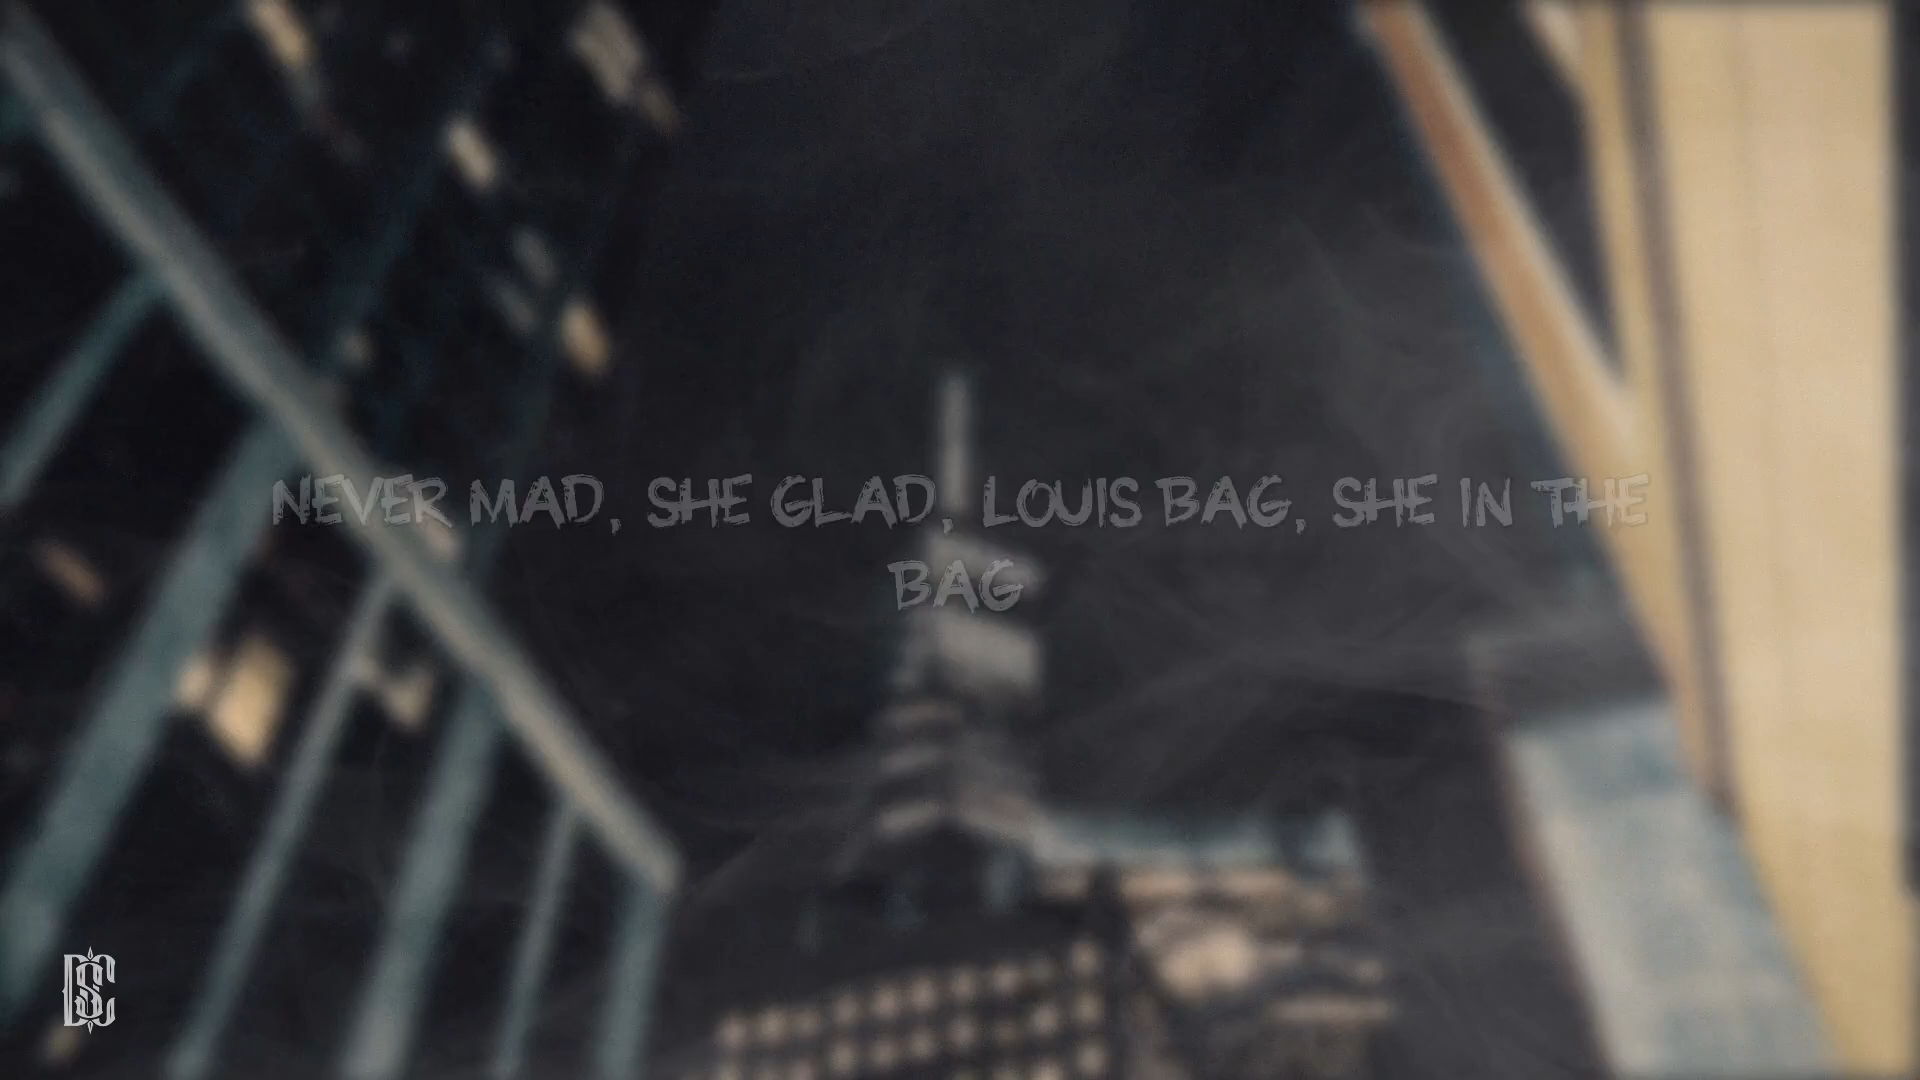 NEVER MAD, SHE GLAD, LOUIS BAG, SHE IN THE
BAG